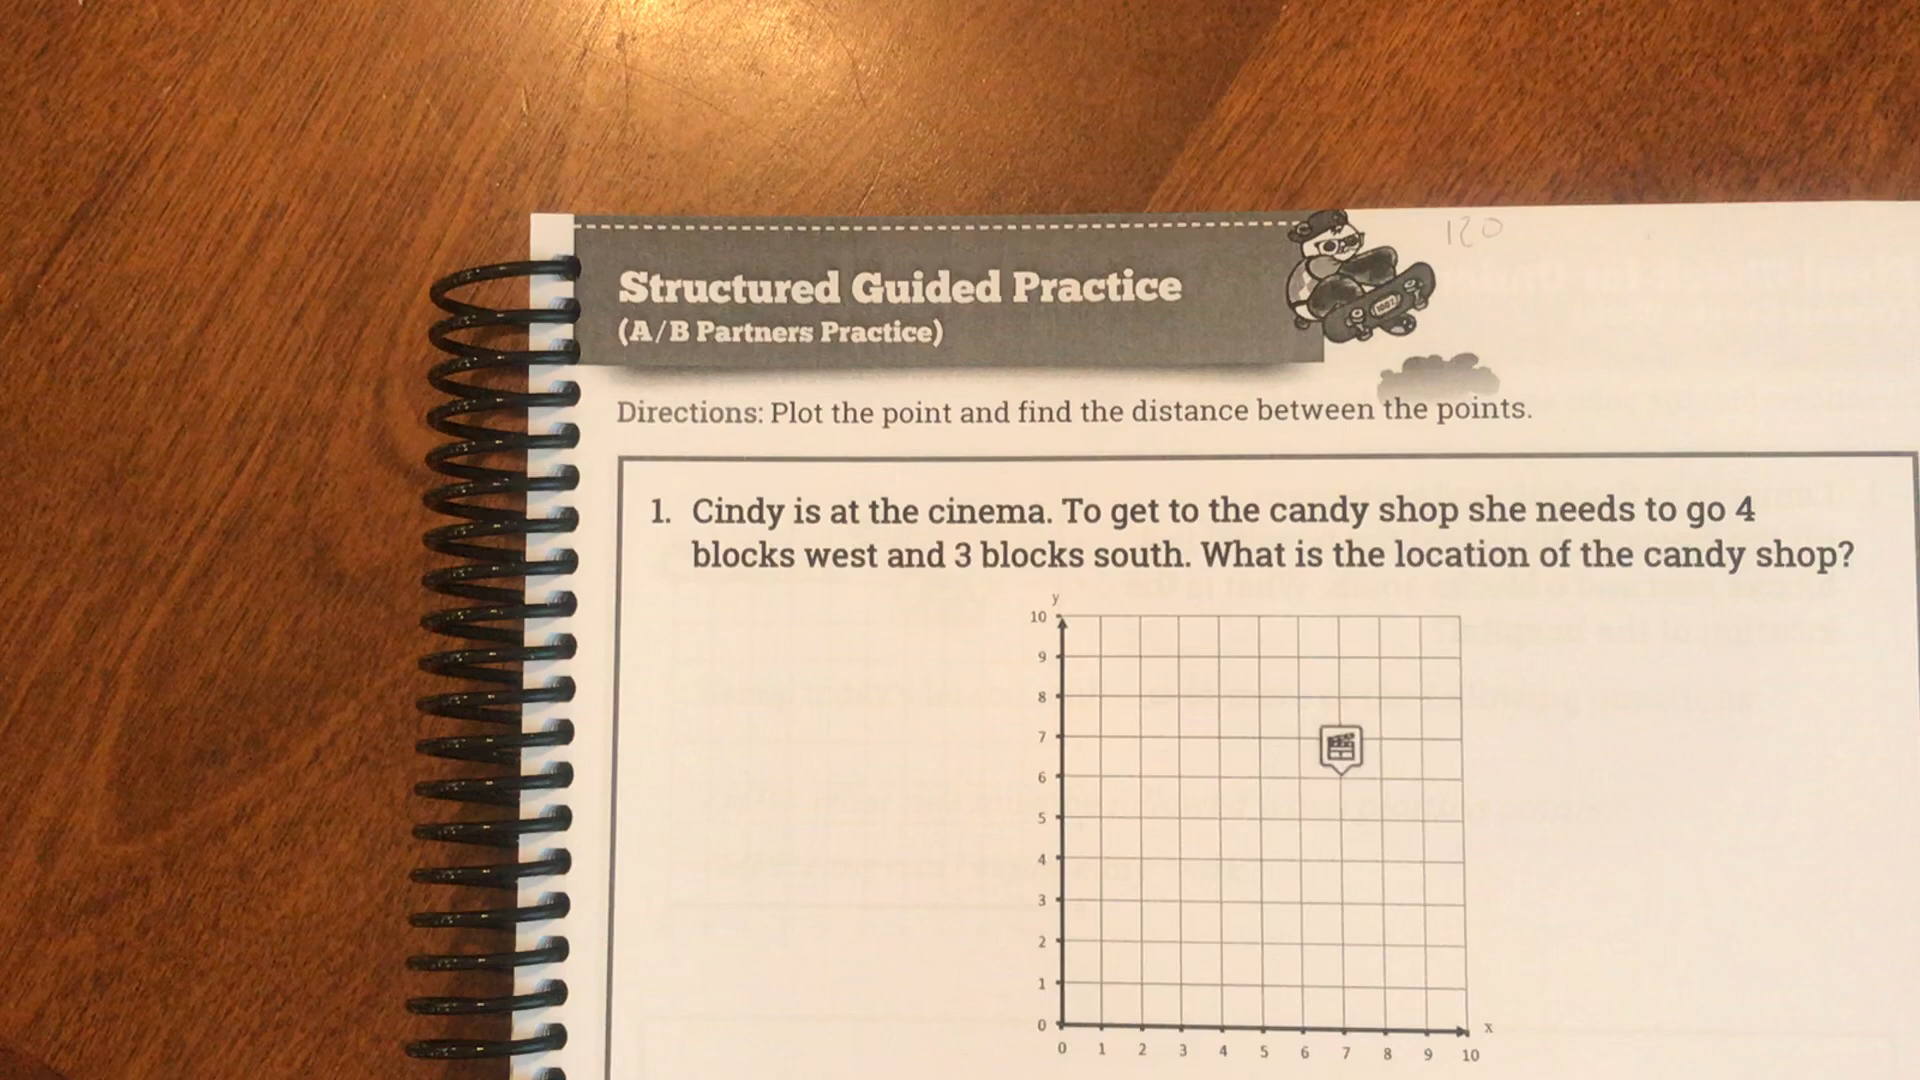 120
Structured Guided Practice
(A/B Partners Practice)
Directions: Plot the point and find the distance between the points.
1. Cindy is at the cinema. To get to the candy shop she needs to go 4
blocks west and 3 blocks south. What is the location of the candy shop?
y
10
9
8
7
6
5
4
3
2
1
0
x
0 1 2 3 4 5 6 7 8 9 10